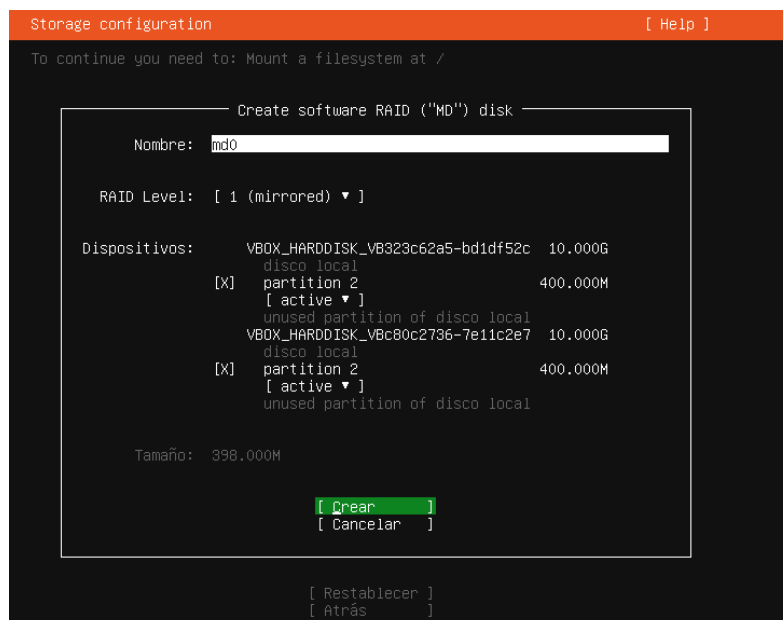 Storage configuration [ Help ]
To continue you need to: Mount a filesystem at /
Create software RAID ("MD") disk
Nombre: md0
RAID Level: [ 1 (mirrored) ▾ ]
Dispositivos: VBOX_HARDDISK_VB323c62a5-bd1df52c 10.000G
disco local
[X] partition 2 400.000M
[ active ▾ ]
unused partition of disco local
VBOX_HARDDISK_VBc80c2736-7e11c2e7 10.000G
disco local
[X] partition 2 400.000M
[ active ▾ ]
unused partition of disco local
Tamaño: 398.000M
[ Crear ]
[ Cancelar ]
[ Restablecer ]
[ Atrás ]